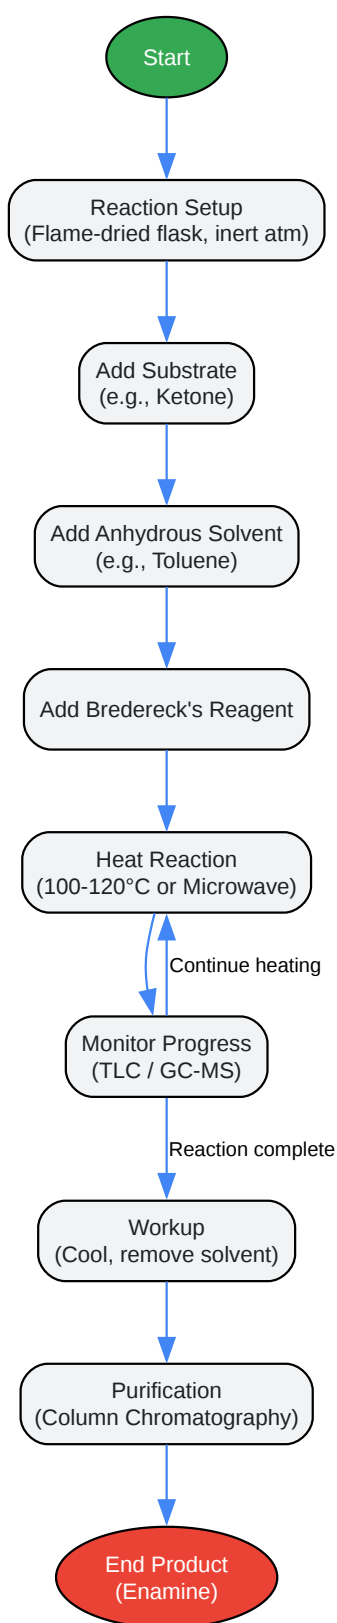 Start
Reaction Setup
(Flame-dried flask, inert atm)
Add Substrate
(e.g., Ketone)
Add Anhydrous Solvent
(e.g., Toluene)
Add Bredereck's Reagent
Heat Reaction
(100-120°C or Microwave)
Continue heating
Monitor Progress
(TLC / GC-MS)
Reaction complete
Workup
(Cool, remove solvent)
Purification
(Column Chromatography)
End Product
(Enamine)